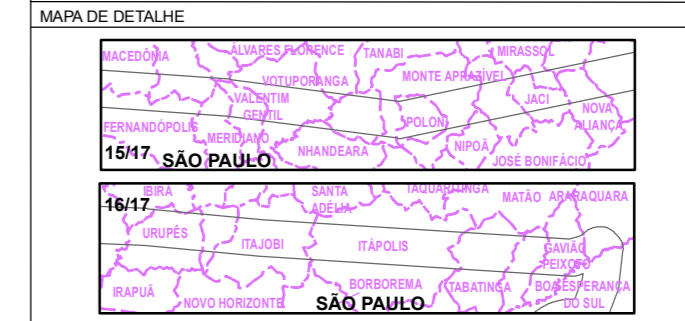 MAPA DE DETALHE
MACEDÔNIA ÁLVARES FLORENCE TANABI MIRASSOL
VOTUPORANGA MONTE APRAZÍVEL
VALENTIM GENTIL JACI NOVA ALIANÇA
FERNANDÓPOLIS MERIDIANO POLONI
15/17 SÃO PAULO NHANDEARA NIPOÃ JOSÉ BONIFÁCIO
IBIRA SANTA ADÉLIA TAQUARITINGA MATÃO ARARAQUARA
16/17
URUPÊS ITAJOBI ITÁPOLIS GAVIÃO PEIXOTO
IRAPUÃ NOVO HORIZONTE SÃO PAULO BORBOREMA TABATINGA BOA ESPERANÇA DO SUL